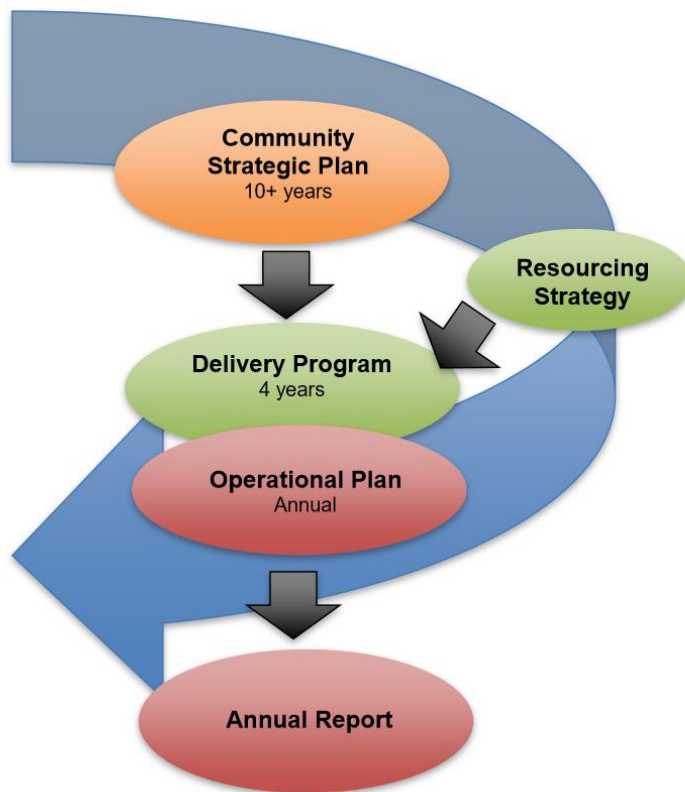 Community
Strategic Plan
10+ years
Resourcing
Strategy
Delivery Program
4 years
Operational Plan
Annual
Annual Report